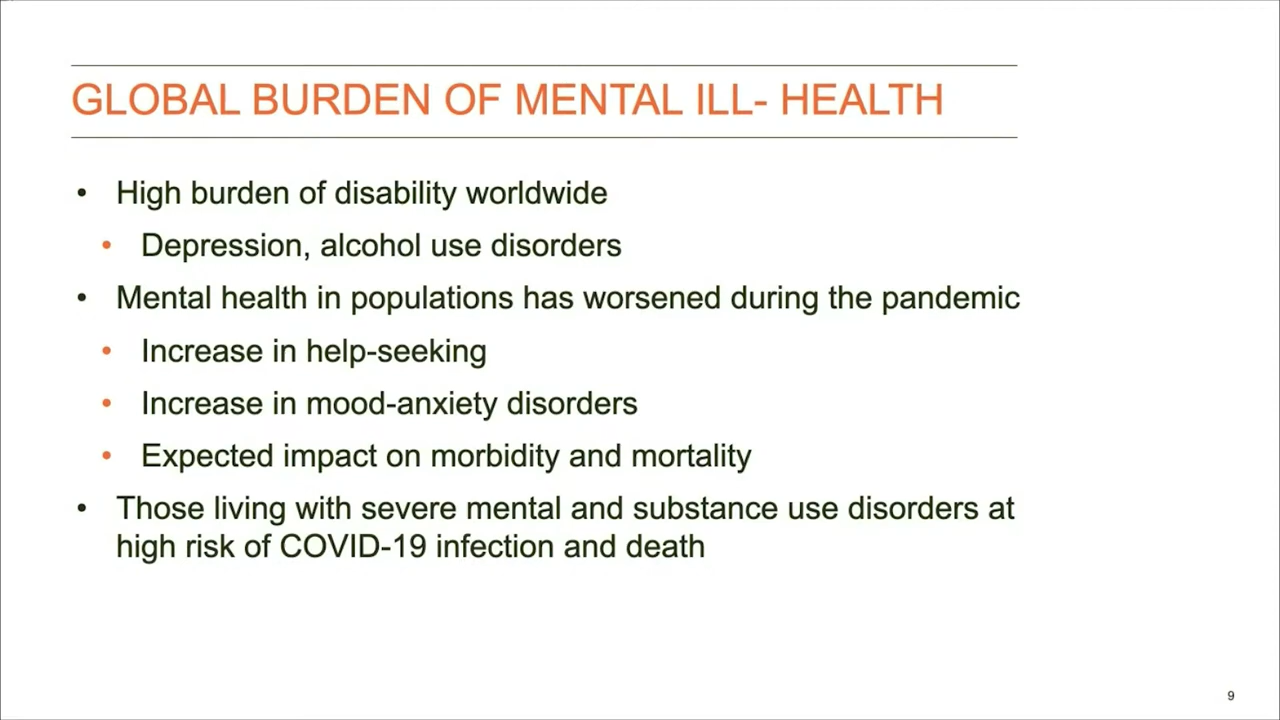 GLOBAL BURDEN OF MENTAL ILL- HEALTH
• High burden of disability worldwide
• Depression, alcohol use disorders
• Mental health in populations has worsened during the pandemic
• Increase in help-seeking
• Increase in mood-anxiety disorders
• Expected impact on morbidity and mortality
• Those living with severe mental and substance use disorders at
high risk of COVID-19 infection and death
9